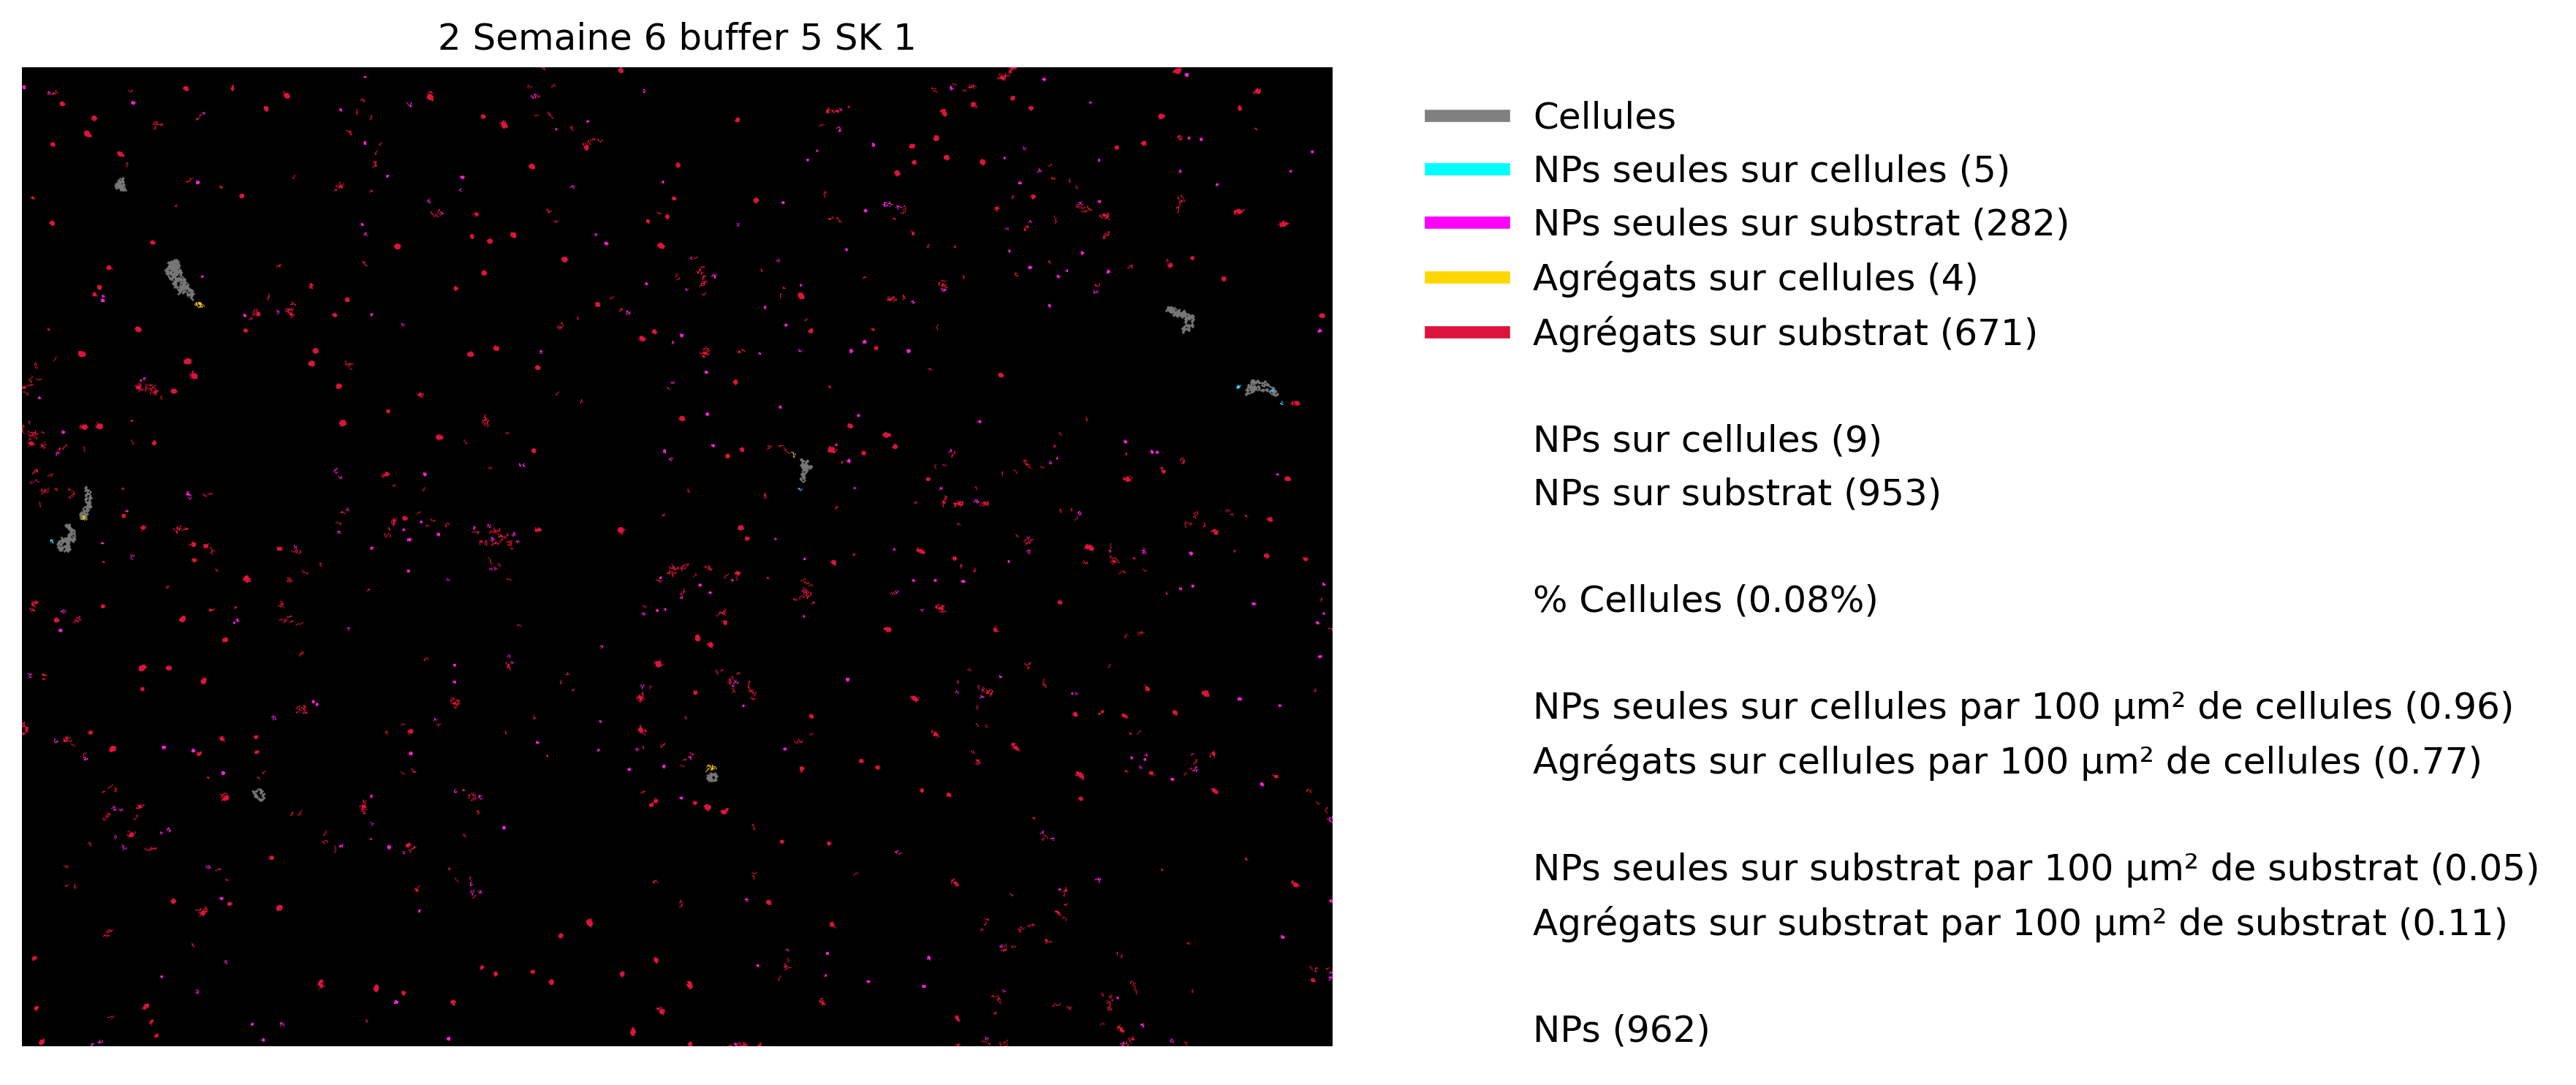 2 Semaine 6 buffer 5 SK 1
Cellules
NPs seules sur cellules (5)
NPs seules sur substrat (282)
Agrégats sur cellules (4)
Agrégats sur substrat (671)
NPs sur cellules (9)
NPs sur substrat (953)
% Cellules (0.08%)
NPs seules sur cellules par 100 µm² de cellules (0.96)
Agrégats sur cellules par 100 µm² de cellules (0.77)
NPs seules sur substrat par 100 µm² de substrat (0.05)
Agrégats sur substrat par 100 µm² de substrat (0.11)
NPs (962)